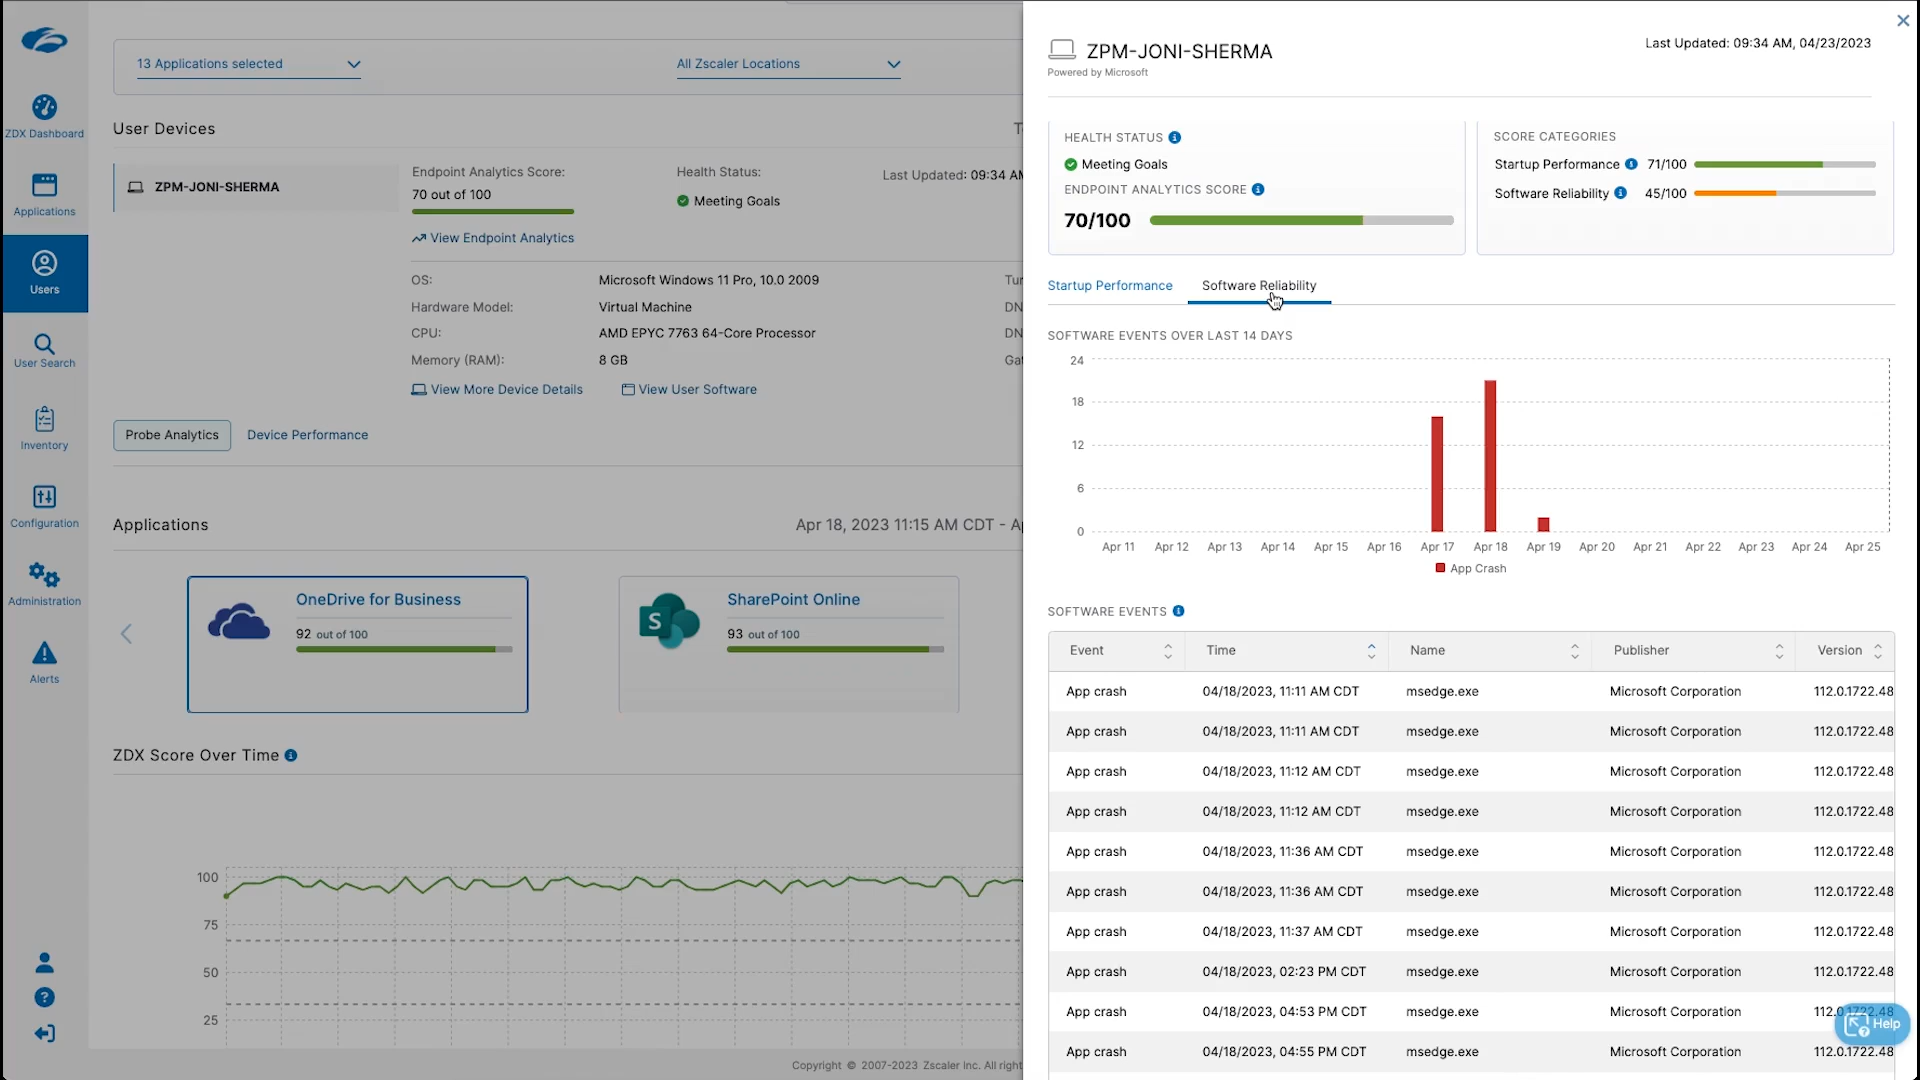 ZDX Dashboard
Applications
Users
User Search
Inventory
Configuration
Administration
Alerts
13 Applications selected
All Zscaler Locations
User Devices
ZPM-JONI-SHERMA
Endpoint Analytics Score:
70 out of 100
View Endpoint Analytics
Health Status:
Meeting Goals
Last Updated: 09:34 AM
OS: Microsoft Windows 11 Pro, 10.0 2009
Hardware Model: Virtual Machine
CPU: AMD EPYC 7763 64-Core Processor
Memory (RAM): 8 GB
View More Device Details View User Software
Probe Analytics Device Performance
Applications Apr 18, 2023 11:15 AM CDT -
OneDrive for Business
92 out of 100
S
SharePoint Online
93 out of 100
ZDX Score Over Time
100
75
50
25
Copyright © 2007-2023 Zscaler Inc. All
ZPM-JONI-SHERMA
Powered by Microsoft
Last Updated: 09:34 AM, 04/23/2023
HEALTH STATUS
Meeting Goals
ENDPOINT ANALYTICS SCORE
70/100
SCORE CATEGORIES
Startup Performance 71/100
Software Reliability 45/100
Startup Performance Software Reliability
SOFTWARE EVENTS OVER LAST 14 DAYS
24
18
12
6
0
Apr 11 Apr 12 Apr 13 Apr 14 Apr 15 Apr 16 Apr 17 Apr 18 Apr 19 Apr 20 Apr 21 Apr 22 Apr 23 Apr 24 Apr 25
App Crash
SOFTWARE EVENTS
Event Time Name Publisher Version
App crash 04/18/2023, 11:11 AM CDT msedge.exe Microsoft Corporation 112.0.1722.48
App crash 04/18/2023, 11:11 AM CDT msedge.exe Microsoft Corporation 112.0.1722.48
App crash 04/18/2023, 11:12 AM CDT msedge.exe Microsoft Corporation 112.0.1722.48
App crash 04/18/2023, 11:12 AM CDT msedge.exe Microsoft Corporation 112.0.1722.48
App crash 04/18/2023, 11:36 AM CDT msedge.exe Microsoft Corporation 112.0.1722.48
App crash 04/18/2023, 11:36 AM CDT msedge.exe Microsoft Corporation 112.0.1722.48
App crash 04/18/2023, 11:37 AM CDT msedge.exe Microsoft Corporation 112.0.1722.48
App crash 04/18/2023, 02:23 PM CDT msedge.exe Microsoft Corporation 112.0.1722.48
App crash 04/18/2023, 04:53 PM CDT msedge.exe Microsoft Corporation 112.0.1722.48
App crash 04/18/2023, 04:55 PM CDT msedge.exe Microsoft Corporation 112.0.1722.48
Help